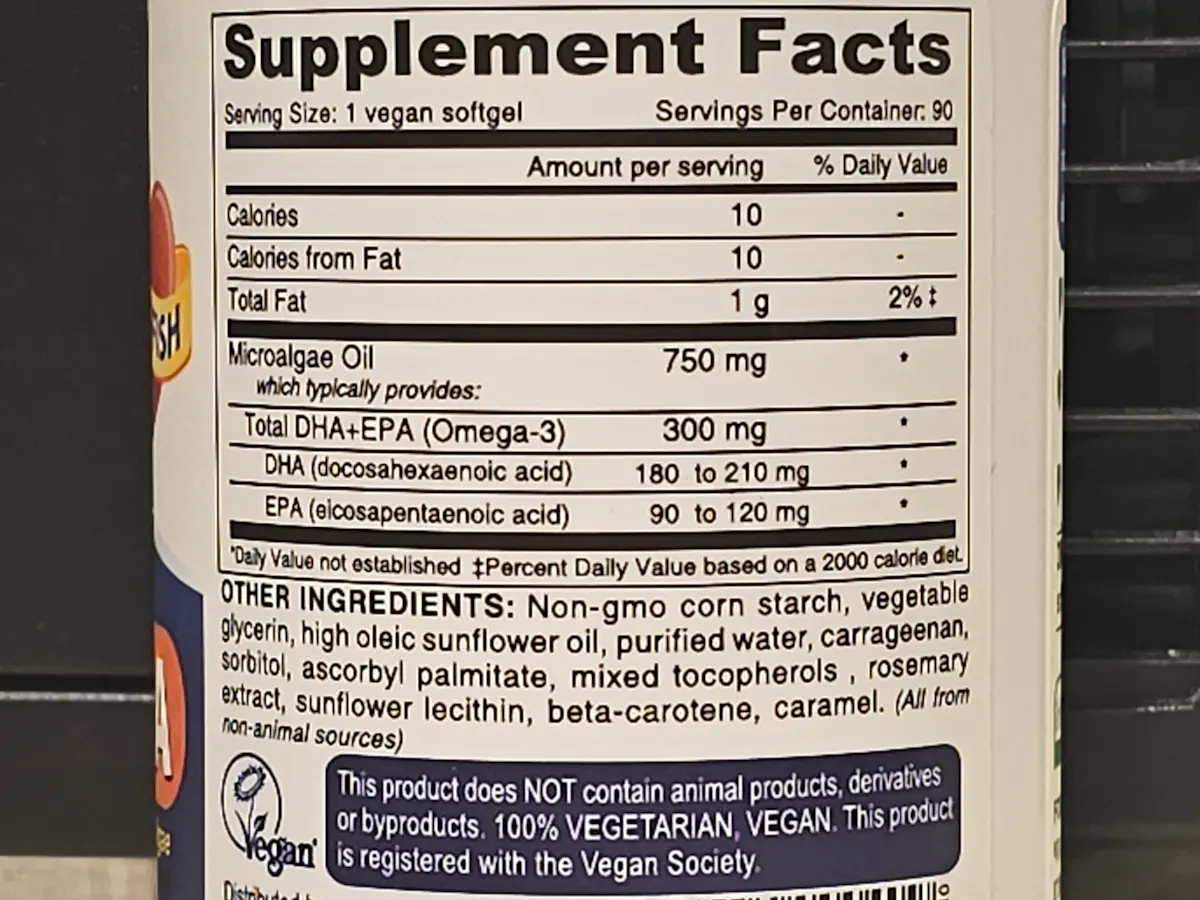 Supplement Facts
Serving Size: 1 vegan softgel Servings Per Container: 90
Amount per serving % Daily Value
Calories 10 -
Calories from Fat 10 -
Total Fat 1 g 2% ‡
Microalgae Oil 750 mg *
which typically provides:
Total DHA+EPA (Omega-3) 300 mg *
DHA (docosahexaenoic acid) 180 to 210 mg *
EPA (eicosapentaenoic acid) 90 to 120 mg *
*Daily Value not established ‡Percent Daily Value based on a 2000 calorie diet.
OTHER INGREDIENTS: Non-gmo corn starch, vegetable
glycerin, high oleic sunflower oil, purified water, carrageenan,
sorbitol, ascorbyl palmitate, mixed tocopherols , rosemary
extract, sunflower lecithin, beta-carotene, caramel. (All from
non-animal sources)
Vegan
This product does NOT contain animal products, derivatives
or byproducts. 100% VEGETARIAN, VEGAN. This product
is registered with the Vegan Society.